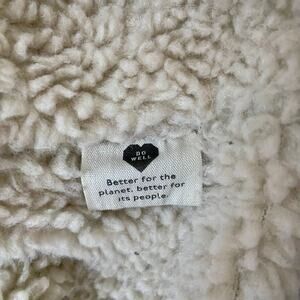 DO
WELL
Better for the
planet, better for
its people.